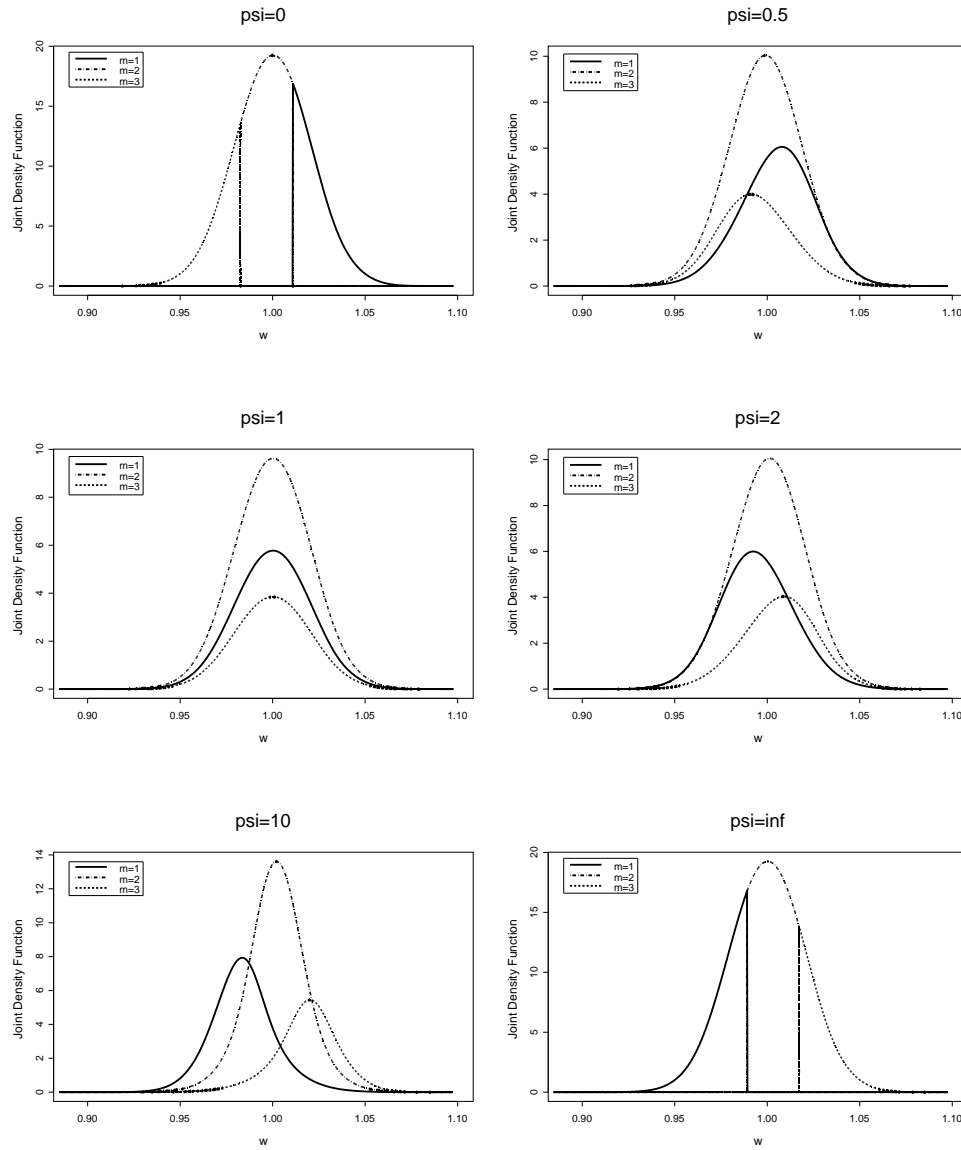 psi=0
m=1
m=2
m=3
Joint Density Function
0 5 10 15 20
0.90 0.95 1.00 1.05 1.10
w
psi=0.5
m=1
m=2
m=3
Joint Density Function
0 2 4 6 8 10
0.90 0.95 1.00 1.05 1.10
w
psi=1
m=1
m=2
m=3
Joint Density Function
0 2 4 6 8 10
0.90 0.95 1.00 1.05 1.10
w
psi=2
m=1
m=2
m=3
Joint Density Function
0 2 4 6 8 10
0.90 0.95 1.00 1.05 1.10
w
psi=10
m=1
m=2
m=3
Joint Density Function
0 2 4 6 8 10 12 14
0.90 0.95 1.00 1.05 1.10
w
psi=inf
m=1
m=2
m=3
Joint Density Function
0 5 10 15 20
0.90 0.95 1.00 1.05 1.10
w